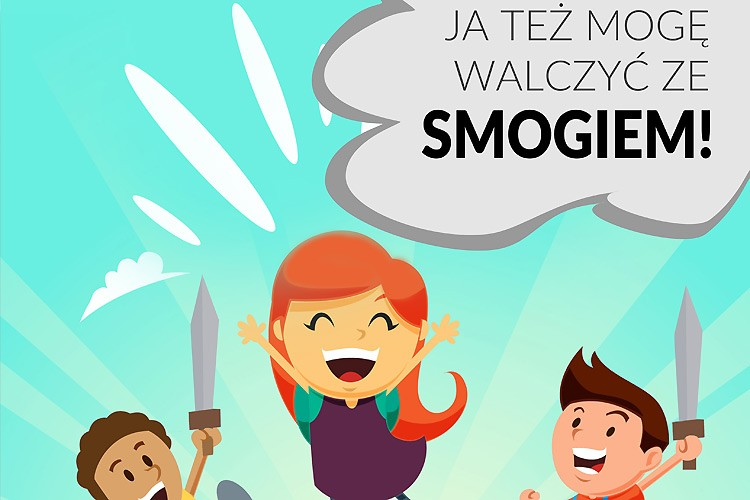 JA TEŻ MOGĘ
WALCZYĆ ZE
SMOGIEM!